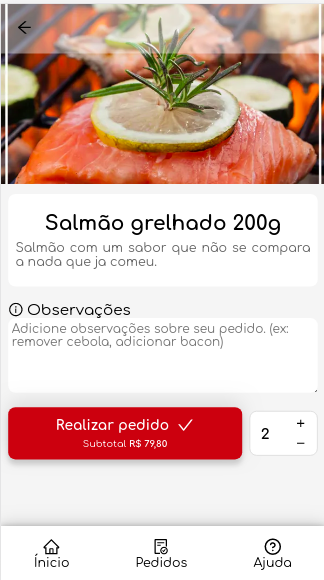 Salmão grelhado 200g
Salmão com um sabor que não se compara
a nada que ja comeu.
Observações
Adicione observações sobre seu pedido. (ex:
remover cebola, adicionar bacon)
Realizar pedido
Subtotal R$ 79,80
2
+
−
Ínicio
Pedidos
Ajuda